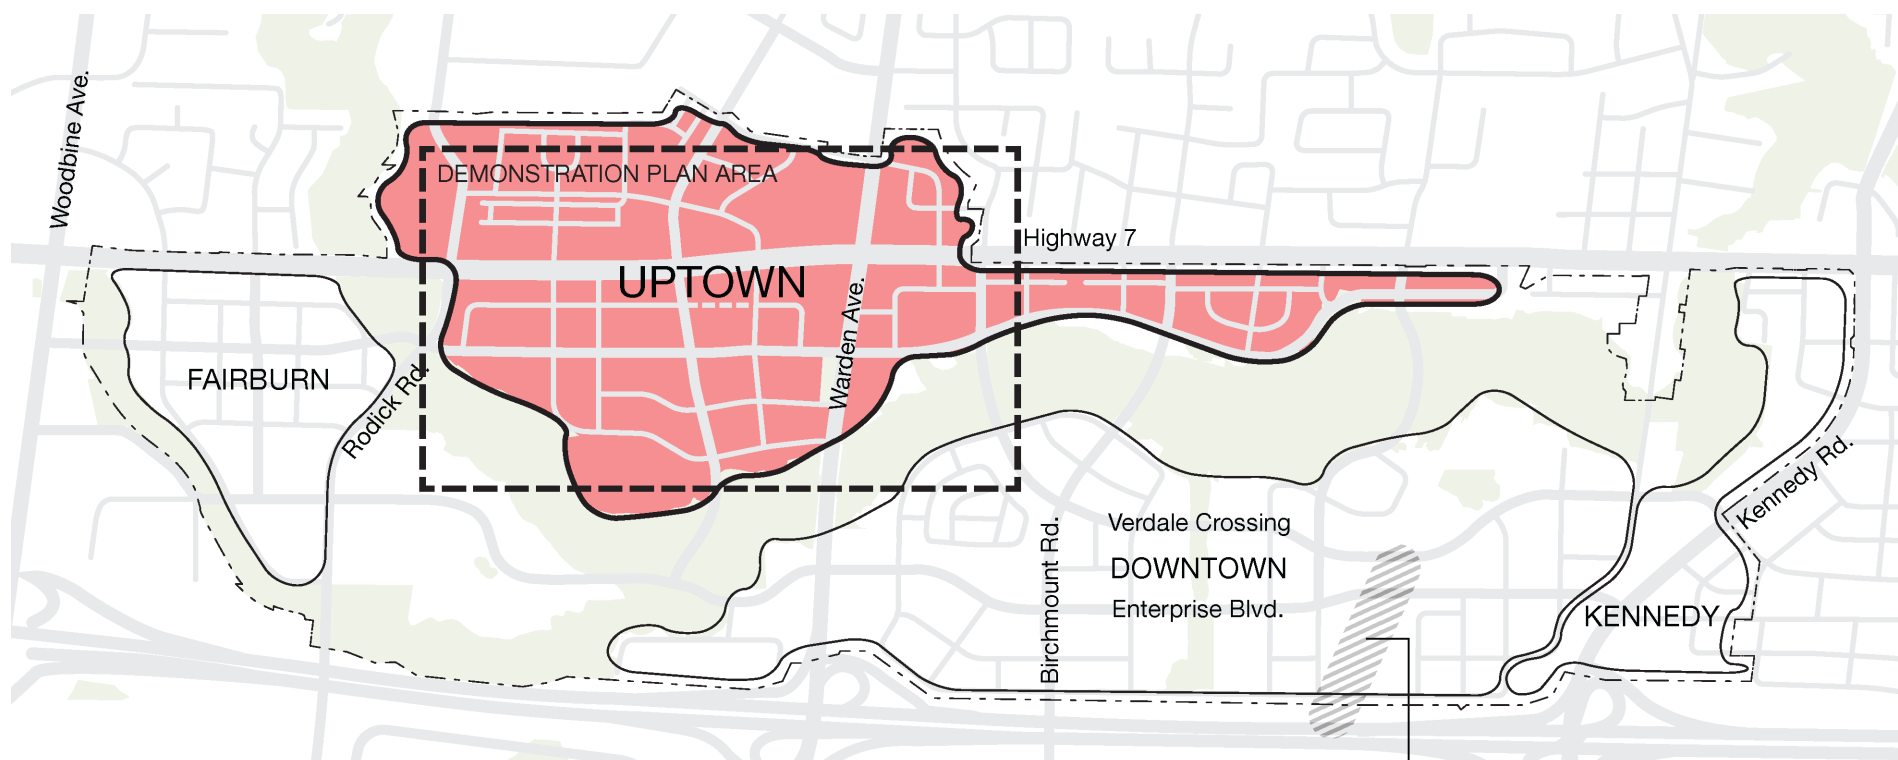 Woodbine Ave.
DEMONSTRATION PLAN AREA
Highway 7
UPTOWN
Warden Ave.
FAIRBURN
Rodick Rd.
Kennedy Rd.
Birchmount Rd.
Verdale Crossing
DOWNTOWN
Enterprise Blvd.
KENNEDY